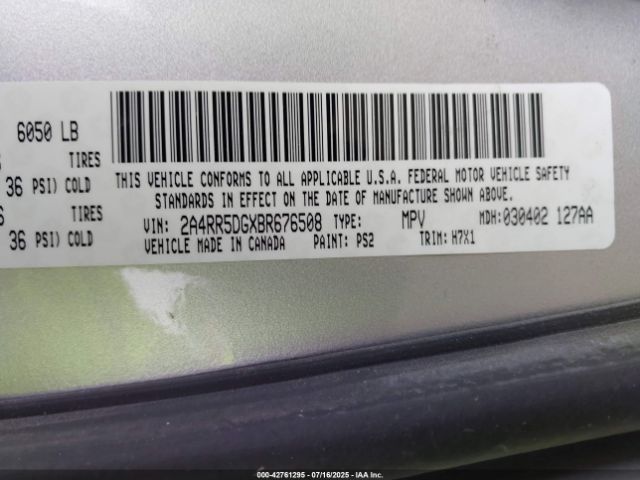 6050 LB
TIRES
36 PSI) COLD
TIRES
36 PSI) COLD
THIS VEHICLE CONFORMS TO ALL APPLICABLE U.S.A. FEDERAL MOTOR VEHICLE SAFETY
STANDARDS IN EFFECT ON THE DATE OF MANUFACTURE SHOWN ABOVE.
VIN: 2A4RR5DGXBR676508 TYPE: MPV MDH:030402 127AA
VEHICLE MADE IN CANADA PAINT: PS2 TRIM: H7X1
000-42761295 - 07/16/2025 - IAA Inc.